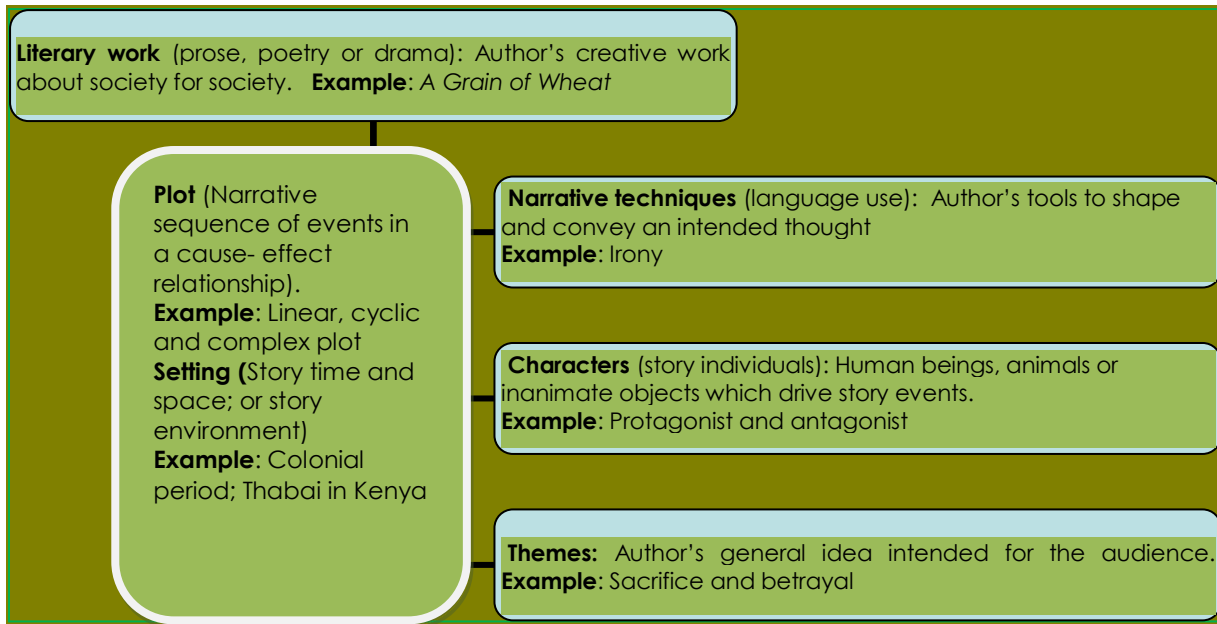 Literary work (prose, poetry or drama): Author’s creative work
about society for society. Example: A Grain of Wheat
Plot (Narrative
sequence of events in
a cause- effect
relationship).
Example: Linear, cyclic
and complex plot
Setting (Story time and
space; or story
environment)
Example: Colonial
period; Thabai in Kenya
Narrative techniques (language use): Author’s tools to shape
and convey an intended thought
Example: Irony
Characters (story individuals): Human beings, animals or
inanimate objects which drive story events.
Example: Protagonist and antagonist
Themes: Author’s general idea intended for the audience.
Example: Sacrifice and betrayal